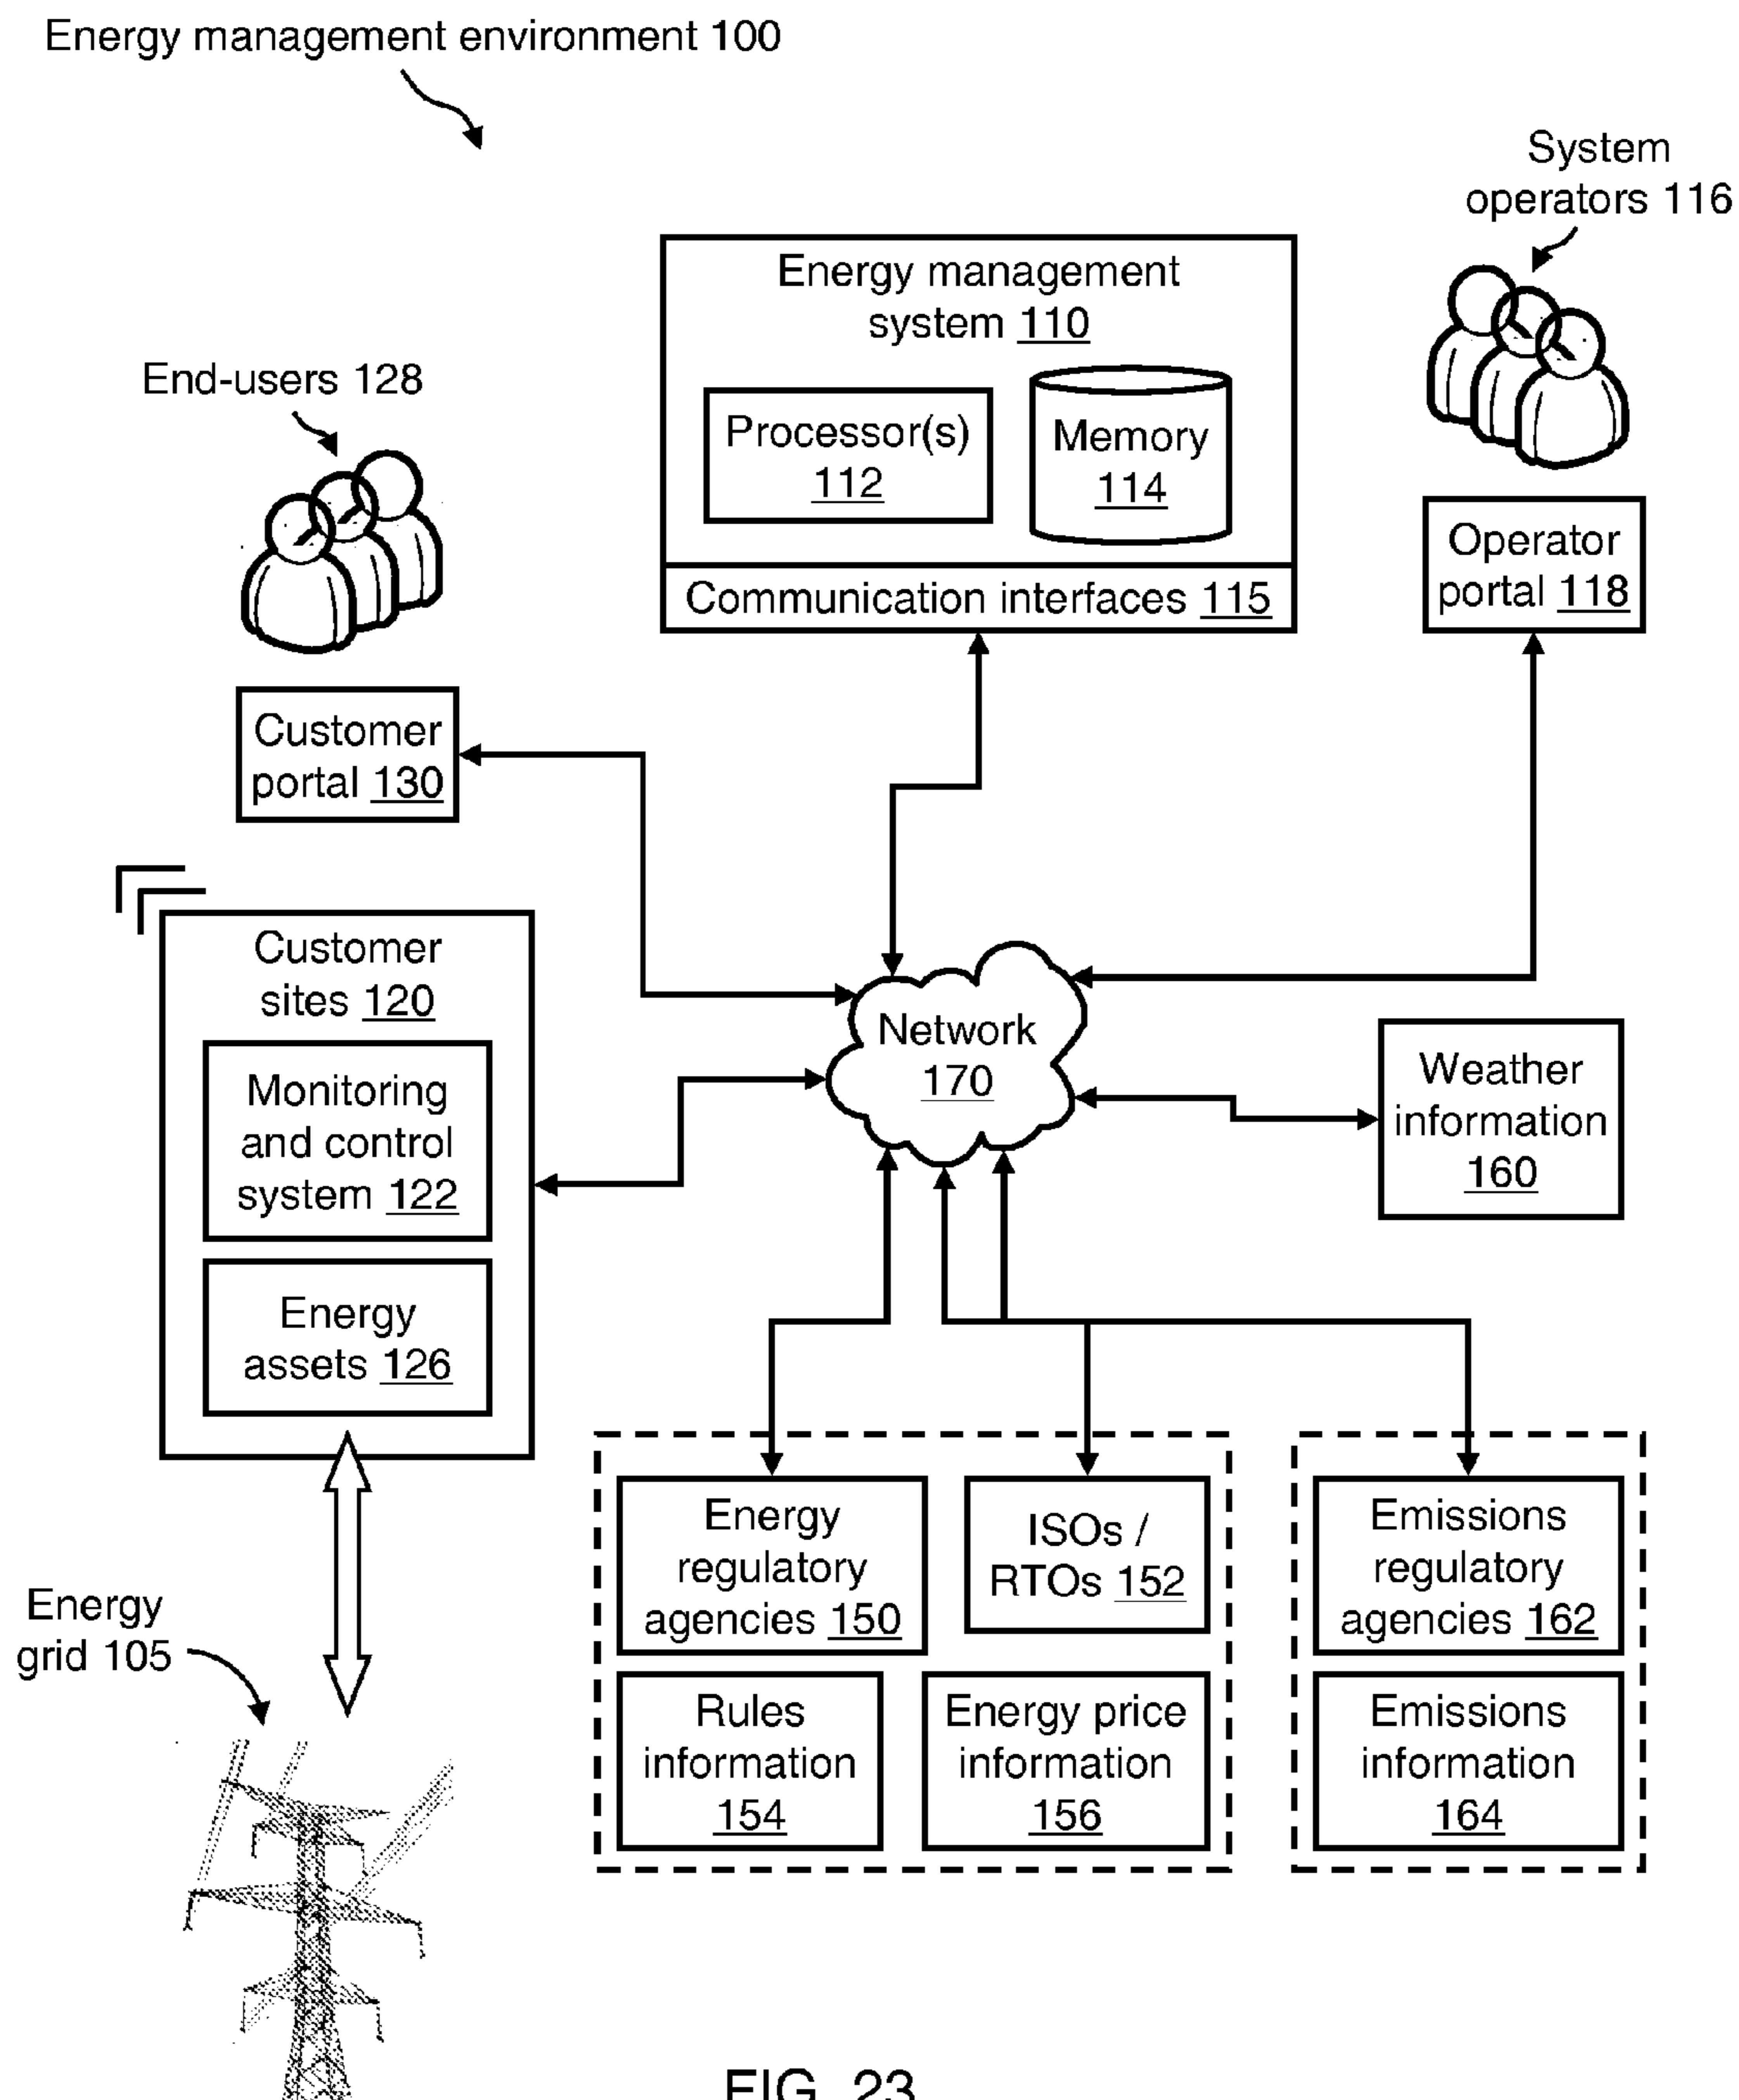 Energy management environment 100
System
operators 116
Energy management
system 110
End-users 128
Processor(s)
112
Memory
114
Operator
portal 118
Communication interfaces 115
Customer
portal 130
Customer
sites 120
Network
170
Monitoring
and control
system 122
Weather
information
160
Energy
assets 126
Energy
regulatory
agencies 150
ISOs /
RTOs 152
Emissions
regulatory
agencies 162
Energy
grid 105
Rules
information
154
Energy price
information
156
Emissions
information
164
FIG. 23